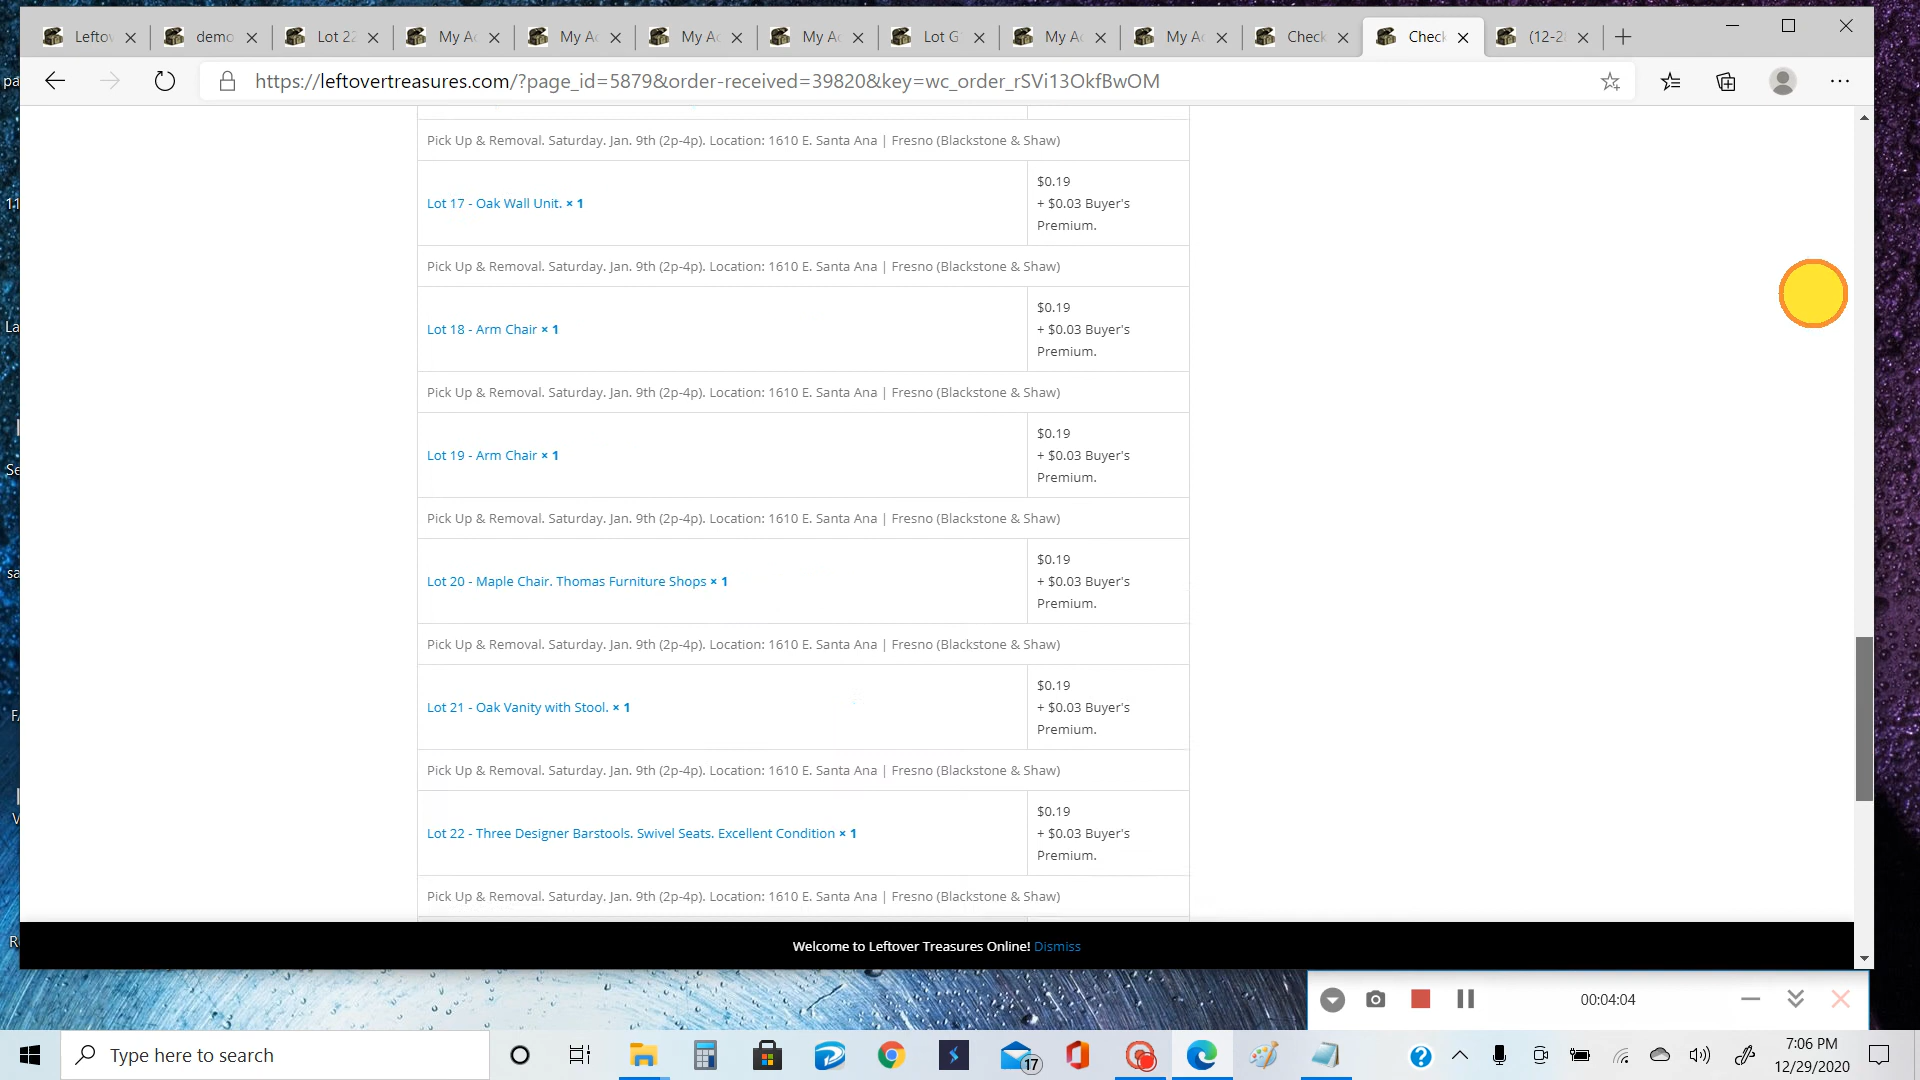 Leftov
demo
Lot 22
My Ac
My Ac
My Ac
My Ac
Lot G
My Ac
My Ac
Check
Check
(12-2
https://leftovertreasures.com/?page_id=5879&order-received=39820&key=wc_order_rSVi13OkfBwOM
Pick Up & Removal. Saturday. Jan. 9th (2p-4p). Location: 1610 E. Santa Ana | Fresno (Blackstone & Shaw)
Lot 17 - Oak Wall Unit. × 1
$0.19
+ $0.03 Buyer's
Premium.
Pick Up & Removal. Saturday. Jan. 9th (2p-4p). Location: 1610 E. Santa Ana | Fresno (Blackstone & Shaw)
Lot 18 - Arm Chair × 1
$0.19
+ $0.03 Buyer's
Premium.
Pick Up & Removal. Saturday. Jan. 9th (2p-4p). Location: 1610 E. Santa Ana | Fresno (Blackstone & Shaw)
Lot 19 - Arm Chair × 1
$0.19
+ $0.03 Buyer's
Premium.
Pick Up & Removal. Saturday. Jan. 9th (2p-4p). Location: 1610 E. Santa Ana | Fresno (Blackstone & Shaw)
Lot 20 - Maple Chair. Thomas Furniture Shops × 1
$0.19
+ $0.03 Buyer's
Premium.
Pick Up & Removal. Saturday. Jan. 9th (2p-4p). Location: 1610 E. Santa Ana | Fresno (Blackstone & Shaw)
Lot 21 - Oak Vanity with Stool. × 1
$0.19
+ $0.03 Buyer's
Premium.
Pick Up & Removal. Saturday. Jan. 9th (2p-4p). Location: 1610 E. Santa Ana | Fresno (Blackstone & Shaw)
Lot 22 - Three Designer Barstools. Swivel Seats. Excellent Condition × 1
$0.19
+ $0.03 Buyer's
Premium.
Pick Up & Removal. Saturday. Jan. 9th (2p-4p). Location: 1610 E. Santa Ana | Fresno (Blackstone & Shaw)
Welcome to Leftover Treasures Online! Dismiss
00:04:04
Type here to search
17
7:06 PM
12/29/2020